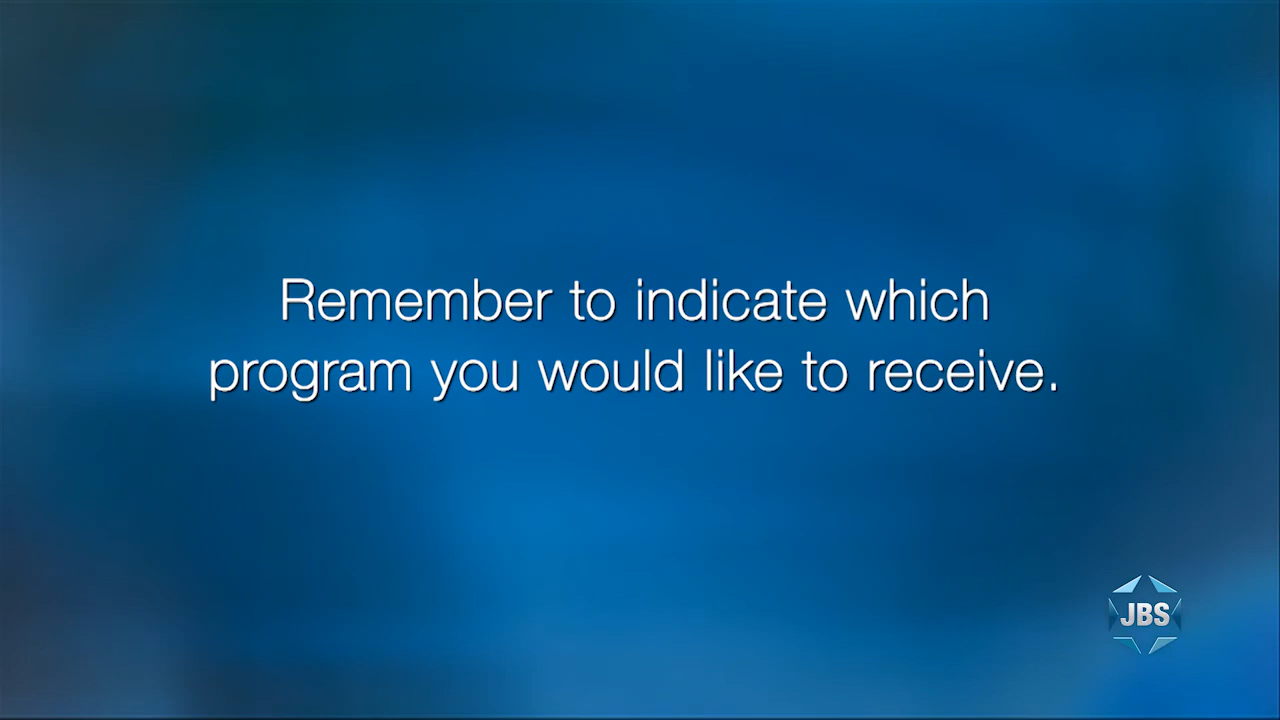 Remember to indicate which
program you would like to receive.
JBS